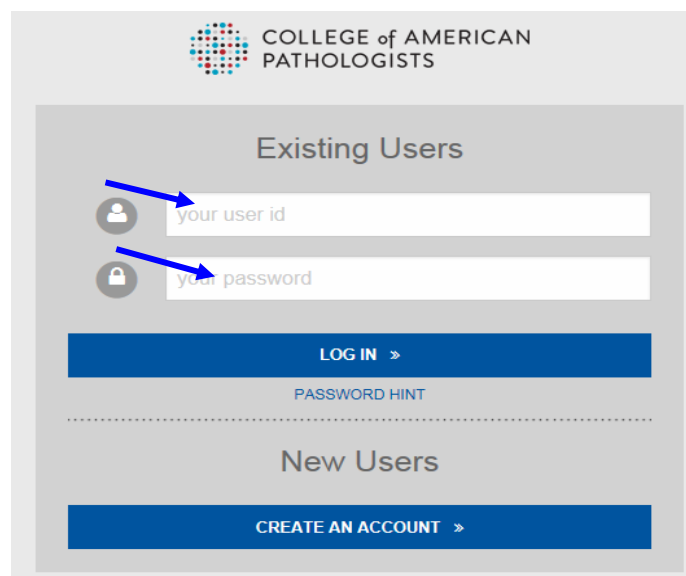 COLLEGE of AMERICAN
PATHOLOGISTS
Existing Users
your user id
your password
LOG IN »
PASSWORD HINT
New Users
CREATE AN ACCOUNT »